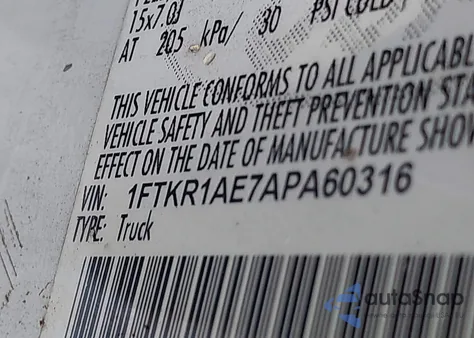 15x7.0J
AT 205 kPa/ 30 PSI COLD
THIS VEHICLE CONFORMS TO ALL APPLICABL
VEHICLE SAFETY AND THEFT PREVENTION STA
EFFECT ON THE DATE OF MANUFACTURE SHOW
VIN: 1FTKR1AE7APA60316
TYPE: Truck
autoSnap